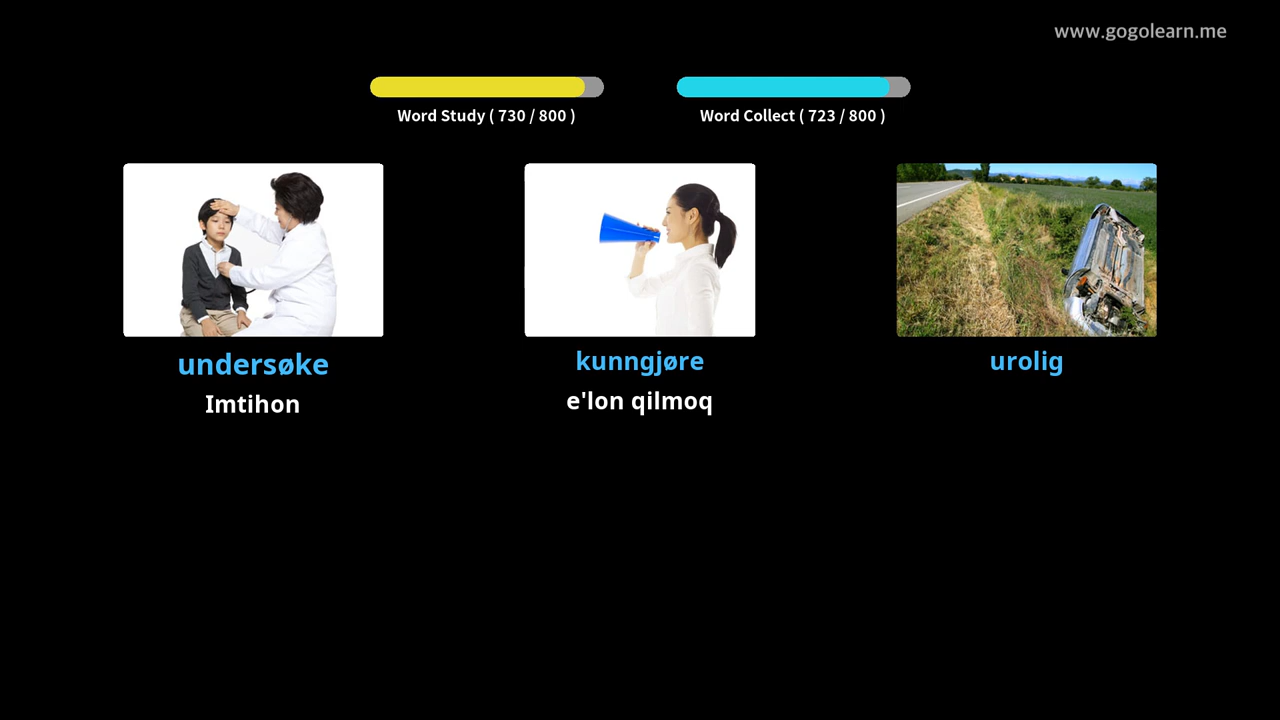 www.gogolearn.me
Word Study ( 730 / 800 )
Word Collect ( 723 / 800 )
undersøke
Imtihon
kunngjøre
e'lon qilmoq
urolig